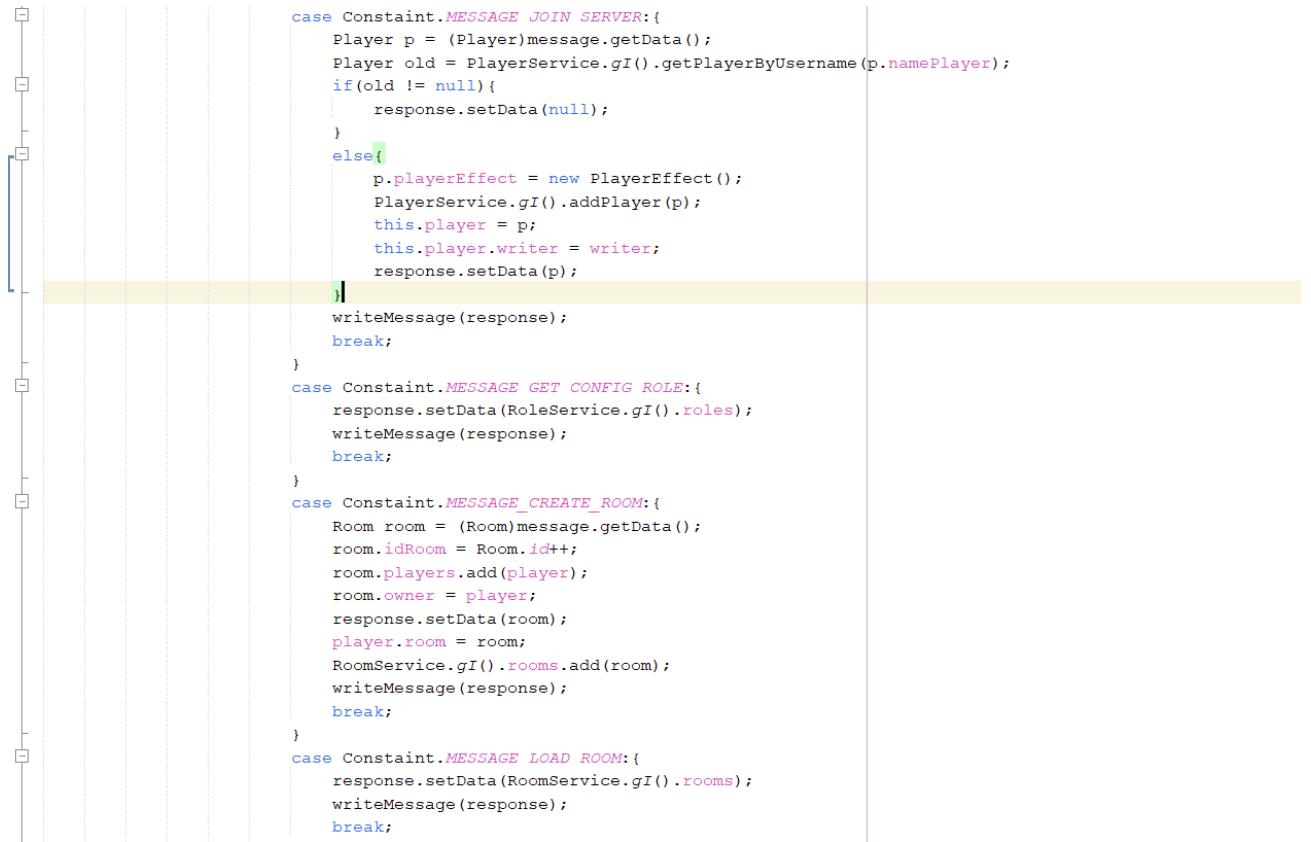 case Constaint.MESSAGE_JOIN_SERVER:{
Player p = (Player)message.getData();
Player old = PlayerService.gI().getPlayerByUsername(p.namePlayer);
if(old != null){
response.setData(null);
}
else{
p.playerEffect = new PlayerEffect();
PlayerService.gI().addPlayer(p);
this.player = p;
this.player.writer = writer;
response.setData(p);
}
writeMessage(response);
break;
}
case Constaint.MESSAGE_GET_CONFIG_ROLE:{
response.setData(RoleService.gI().roles);
writeMessage(response);
break;
}
case Constaint.MESSAGE_CREATE_ROOM:{
Room room = (Room)message.getData();
room.idRoom = Room.id++;
room.players.add(player);
room.owner = player;
response.setData(room);
player.room = room;
RoomService.gI().rooms.add(room);
writeMessage(response);
break;
}
case Constaint.MESSAGE_LOAD_ROOM:{
response.setData(RoomService.gI().rooms);
writeMessage(response);
break;